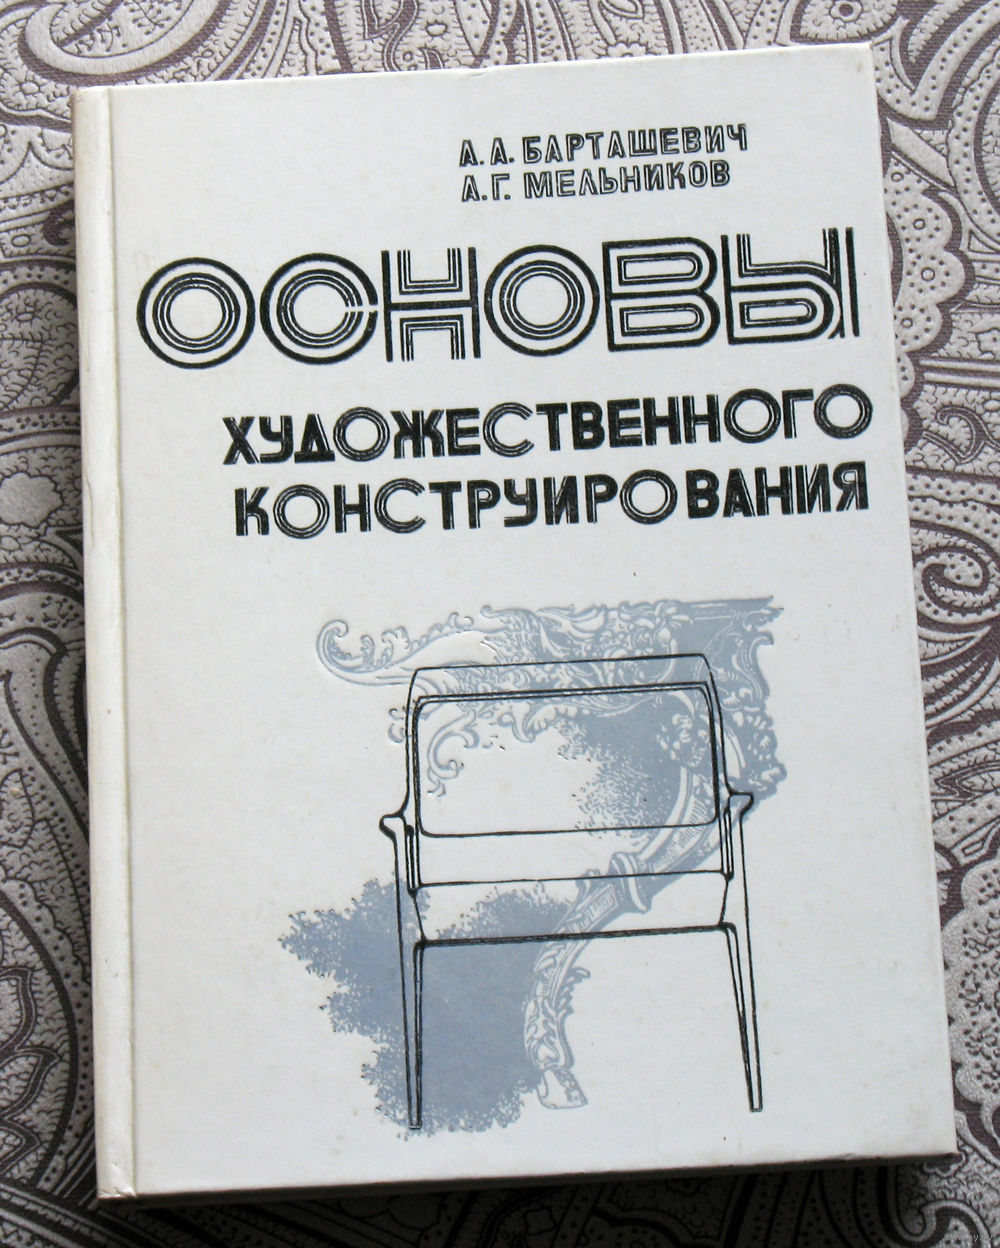 А. А. БАРТАШЕВИЧ
А. Г. МЕЛЬНИКОВ
ОСНОВЫ
ХУДОЖЕСТВЕННОГО
КОНСТРУИРОВАНИЯ